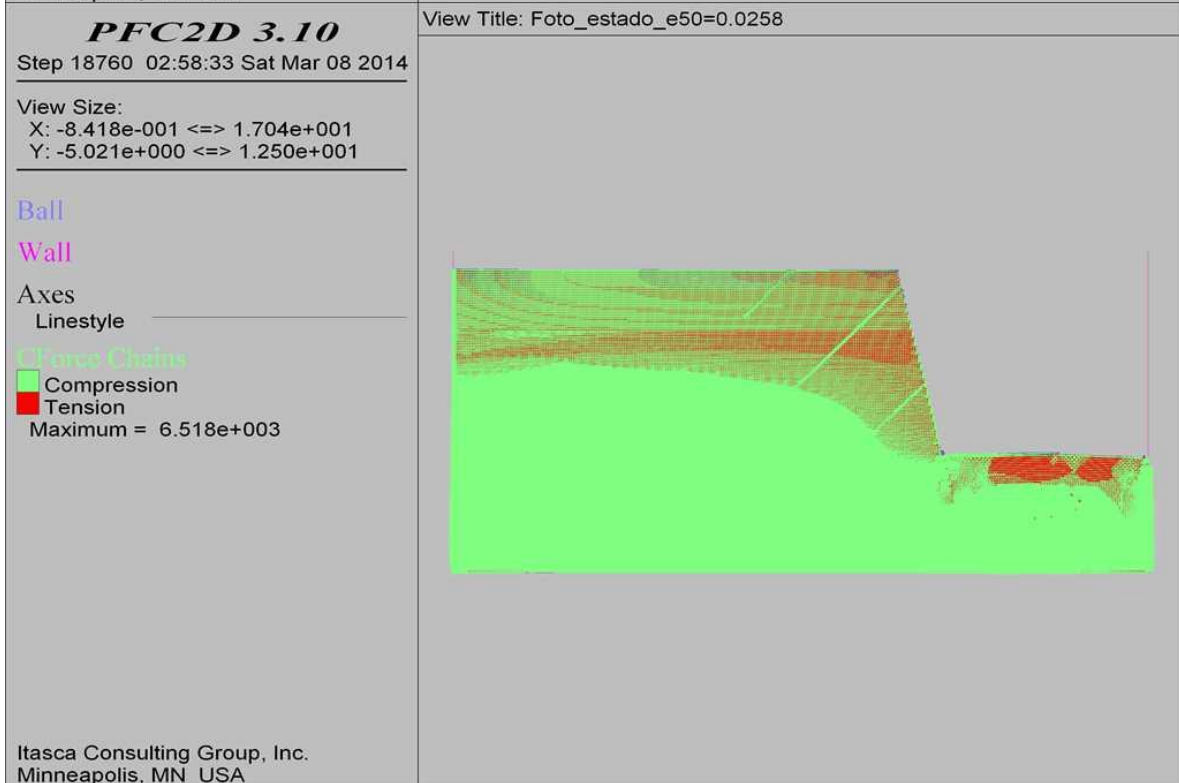 PFC2D 3.10
Step 18760 02:58:33 Sat Mar 08 2014
View Size:
X: -8.418e-001 <=> 1.704e+001
Y: -5.021e+000 <=> 1.250e+001
Ball
Wall
Axes
Linestyle
CForce Chains
Compression
Tension
Maximum = 6.518e+003
Itasca Consulting Group, Inc.
Minneapolis, MN USA
View Title: Foto_estado_e50=0.0258